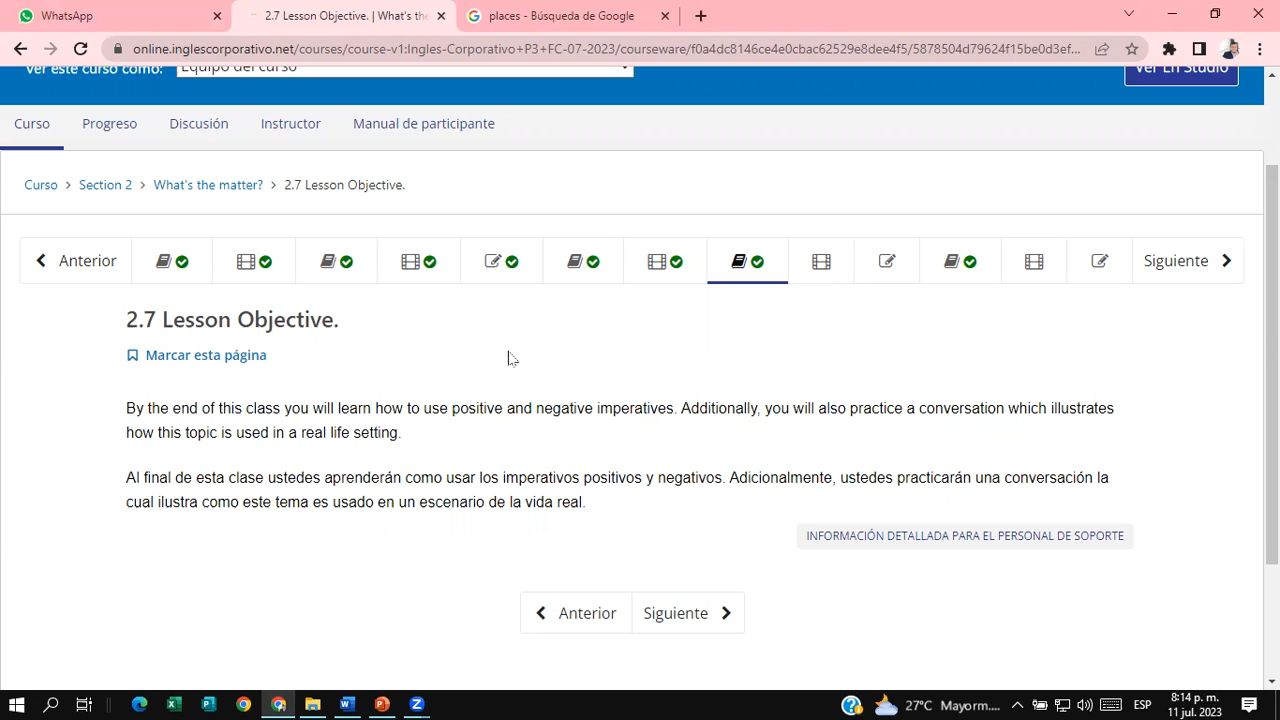 WhatsApp
2.7 Lesson Objective. | What's the
places - Búsqueda de Google
online.inglescorporativo.net/courses/course-v1:Ingles-Corporativo+P3+FC-07-2023/courseware/f0a4dc8146ce4e0cbac52529e8dee4f5/5878504d79624f15be0d3ef...
Ver este curso como: Equipo del curso
Ver En Studio
Curso Progreso Discusión Instructor Manual de participante
Curso > Section 2 > What's the matter? > 2.7 Lesson Objective.
Anterior
Siguiente
2.7 Lesson Objective.
Marcar esta página
By the end of this class you will learn how to use positive and negative imperatives. Additionally, you will also practice a conversation which illustrates
how this topic is used in a real life setting.
Al final de esta clase ustedes aprenderán como usar los imperativos positivos y negativos. Adicionalmente, ustedes practicarán una conversación la
cual ilustra como este tema es usado en un escenario de la vida real.
INFORMACIÓN DETALLADA PARA EL PERSONAL DE SOPORTE
Anterior Siguiente
27°C Mayorm.... ESP
8:14 p. m.
11 jul. 2023